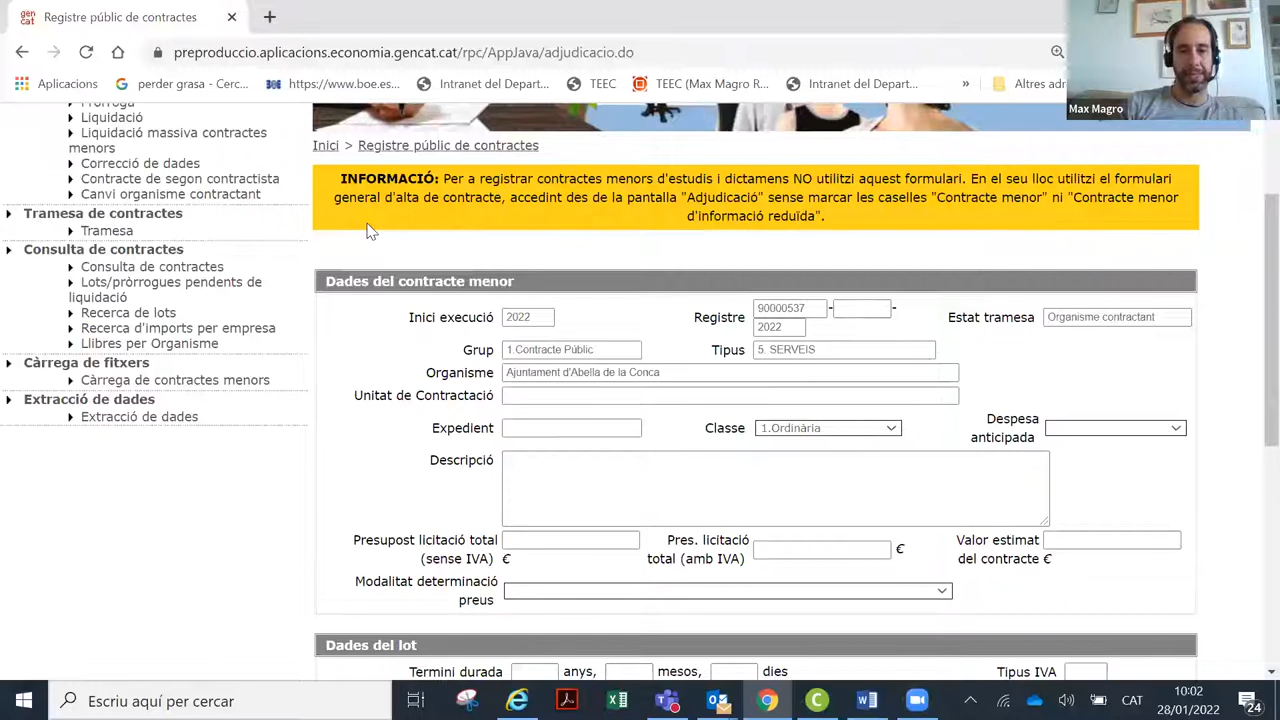 gen
cat
Registre públic de contractes
preproduccio.aplicacions.economia.gencat.cat/rpc/AppJava/adjudicacio.do
Aplicacions
perder grasa - Cerc...
https://www.boe.es...
Intranet del Depart...
TEEC
TEEC (Max Magro R...
Intranet del Depart...
»
Altres adr
Max Magro
Pròrroga
Liquidació
Liquidació massiva contractes
menors
Correcció de dades
Contracte de segon contractista
Canvi organisme contractant
Tramesa de contractes
Tramesa
Consulta de contractes
Consulta de contractes
Lots/pròrrogues pendents de
liquidació
Recerca de lots
Recerca d'imports per empresa
Llibres per Organisme
Càrrega de fitxers
Càrrega de contractes menors
Extracció de dades
Extracció de dades
Inici > Registre públic de contractes
INFORMACIÓ: Per a registrar contractes menors d'estudis i dictamens NO utilitzi aquest formulari. En el seu lloc utilitzi el formulari
general d'alta de contracte, accedint des de la pantalla "Adjudicació" sense marcar les caselles "Contracte menor" ni "Contracte menor
d'informació reduïda".
Dades del contracte menor
Inici execució 2022 Registre 90000537 - - 2022 Estat tramesa Organisme contractant
Grup 1.Contracte Públic Tipus 5. SERVEIS
Organisme Ajuntament d'Abella de la Conca
Unitat de Contractació
Expedient Classe 1.Ordinària Despesa
anticipada
Descripció
Presupost licitació total Pres. licitació Valor estimat
(sense IVA) € total (amb IVA) € del contracte €
Modalitat determinació
preus
Dades del lot
Termini durada anys, mesos, dies Tipus IVA
Escriu aquí per cercar
CAT
10:02
28/01/2022
24